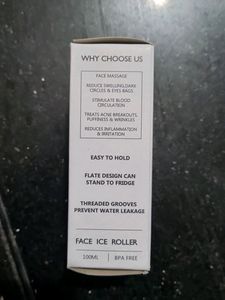 WHY CHOOSE US
FACE MASSAGE
REDUCE SWELLING,DARK
CIRCLES & EYES BAGS
STIMULATE BLOOD
CIRCULATION
TREATS ACNE BREAKOUTS,
PUFFINESS & WRINKLES
REDUCES INFLAMMATION
& IRRITATION
EASY TO HOLD
FLATE DESIGN CAN
STAND TO FRIDGE
THREADED GROOVES
PREVENT WATER LEAKAGE
FACE ICE ROLLER
100ML
BPA FREE